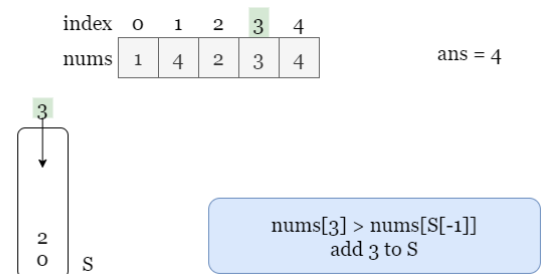 index 0 1 2 3 4
nums 1 4 2 3 4
ans = 4
3
2
0 S
nums[3] > nums[S[-1]]
add 3 to S